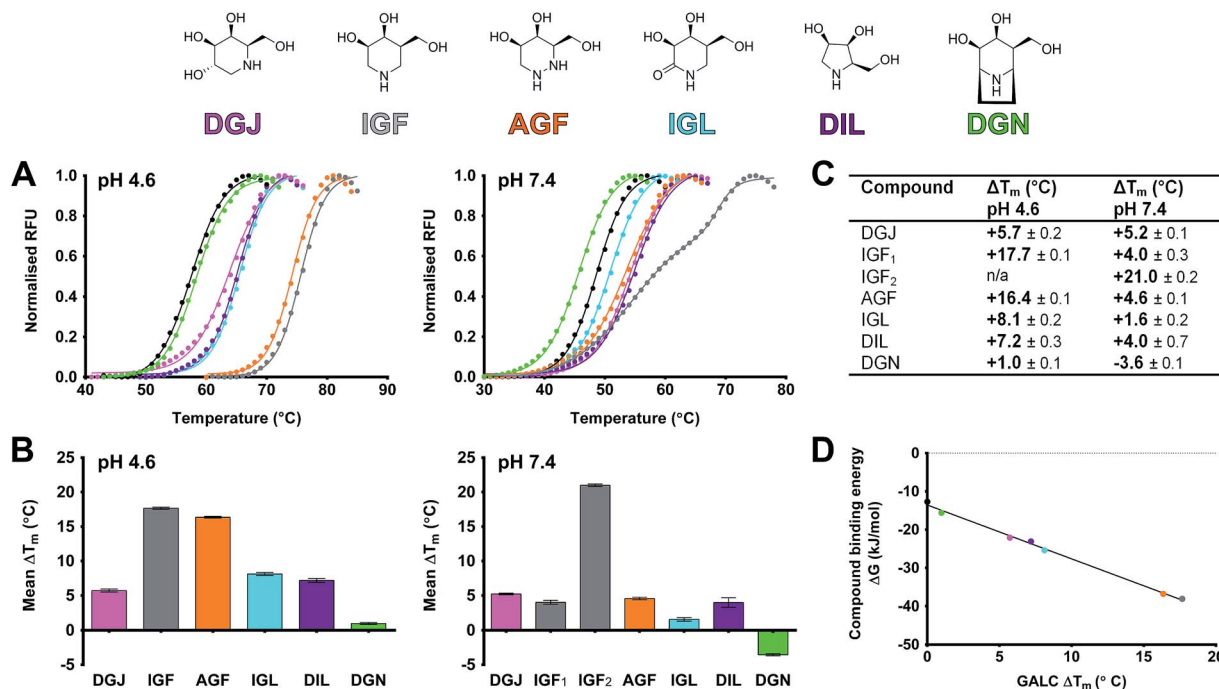 OH
OH
HO
OH
NH
HO
DGJ
OH
HO
OH
N
H
IGF
OH
HO
OH
N
NH
H
AGF
OH
HO
OH
O
N
H
IGL
HO
OH
OH
N
H
DIL
OH
HO
OH
N
H
DGN
A
pH 4.6
Normalised RFU
1.0
0.8
0.6
0.4
0.2
0.0
40 50 60 70 80 90
Temperature (°C)
pH 7.4
Normalised RFU
1.0
0.8
0.6
0.4
0.2
0.0
30 40 50 60 70 80
Temperature (°C)
C
Compound ΔTm (°C) pH 4.6 ΔTm (°C) pH 7.4
DGJ +5.7 ± 0.2 +5.2 ± 0.1
IGF1 +17.7 ± 0.1 +4.0 ± 0.3
IGF2 n/a +21.0 ± 0.2
AGF +16.4 ± 0.1 +4.6 ± 0.1
IGL +8.1 ± 0.2 +1.6 ± 0.2
DIL +7.2 ± 0.3 +4.0 ± 0.7
DGN +1.0 ± 0.1 -3.6 ± 0.1
B
pH 4.6
Mean ΔTm (°C)
25
20
15
10
5
0
-5
DGJ IGF AGF IGL DIL DGN
pH 7.4
Mean ΔTm (°C)
25
20
15
10
5
0
-5
DGJ IGF1 IGF2 AGF IGL DIL DGN
D
Compound binding energy
ΔG (kJ/mol)
0
-10
-20
-30
-40
-50
0 5 10 15 20
GALC ΔTm (° C)